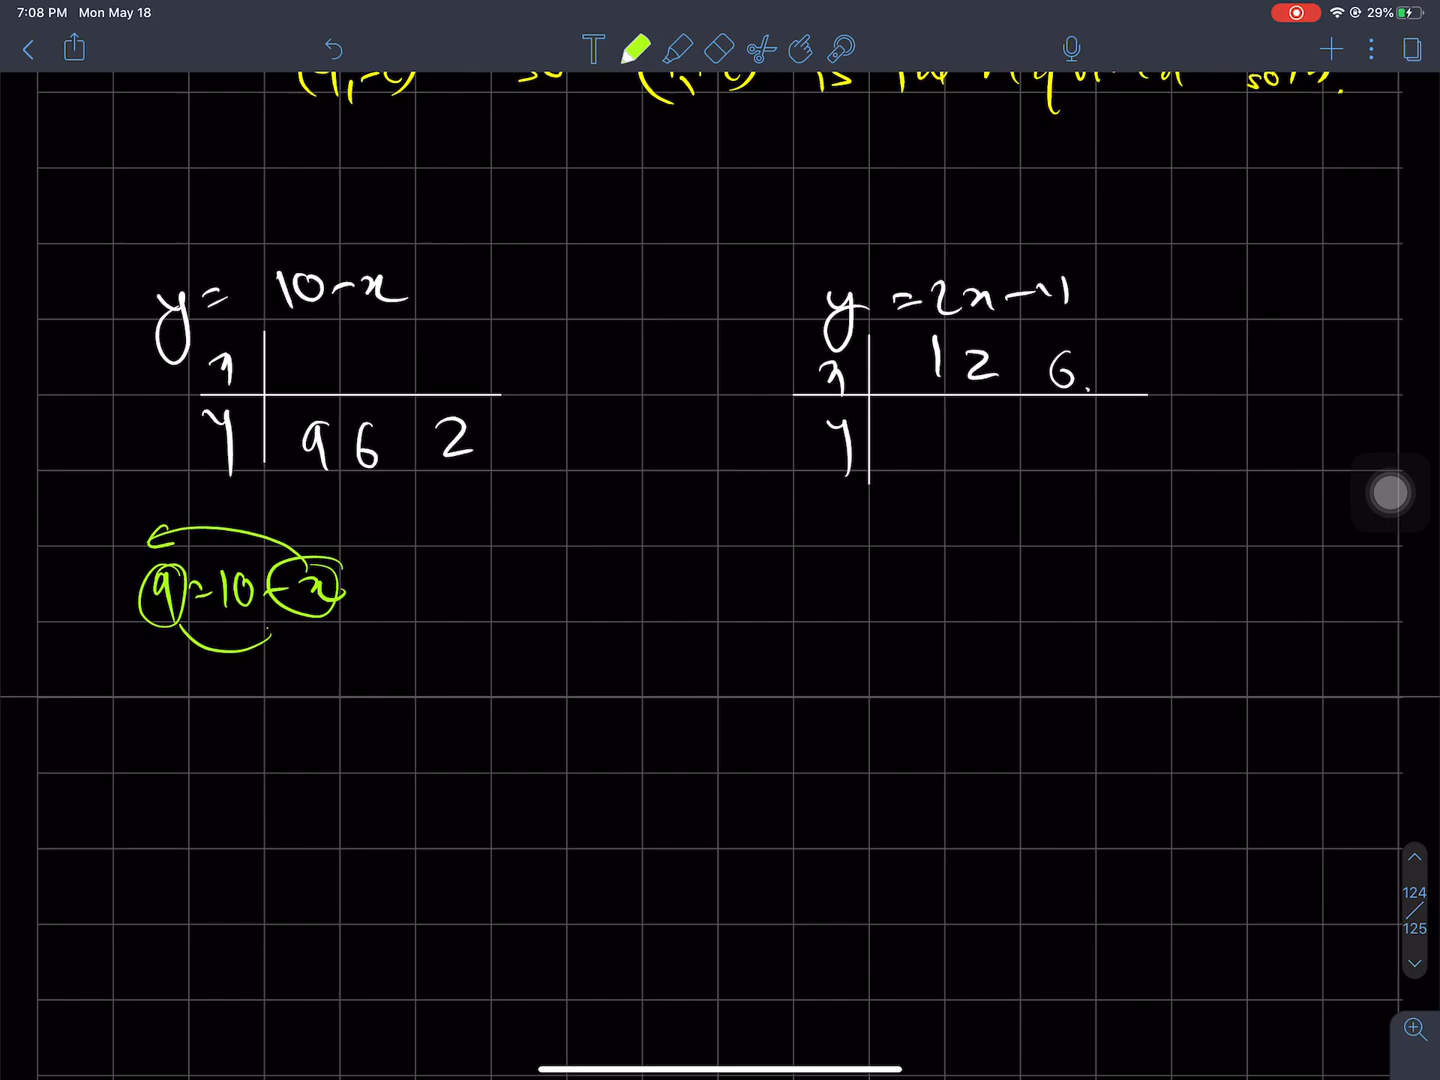 7:08 PM Mon May 18
29%
T
is
y = 10-x
x
y 9 6 2
9 = 10 - x
y = 2x-1
x 1 2 6.
y
124
125